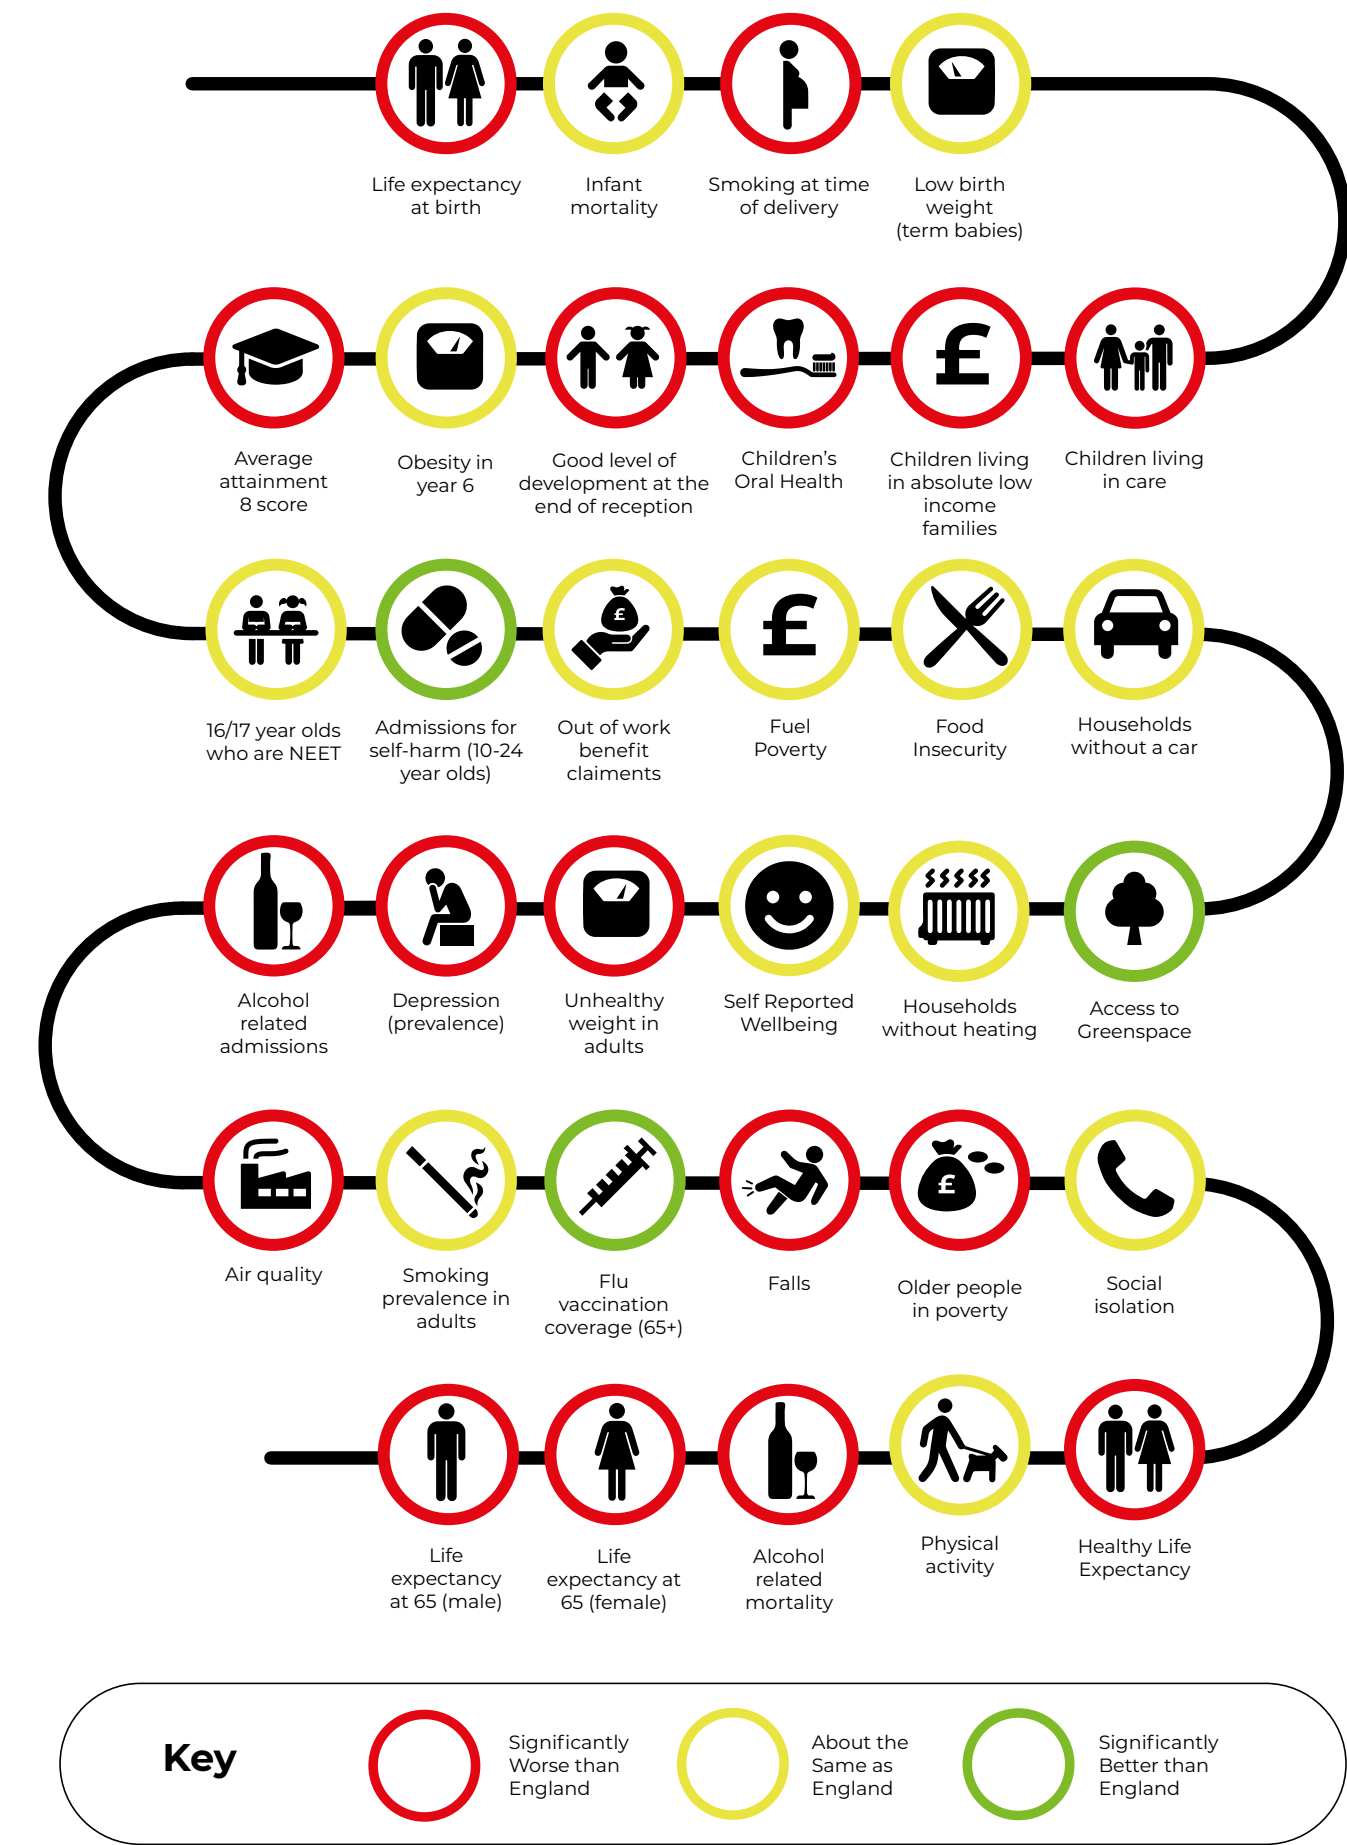 Life expectancy
at birth
Infant
mortality
Smoking at time
of delivery
Low birth
weight
(term babies)
Average
attainment
8 score
Obesity in
year 6
Good level of
development at the
end of reception
Children’s
Oral Health
£
Children living
in absolute low
income
families
Children living
in care
16/17 year olds
who are NEET
Admissions for
self-harm (10-24
year olds)
£
Out of work
benefit
claiments
£
Fuel
Poverty
Food
Insecurity
Households
without a car
Alcohol
related
admissions
Depression
(prevalence)
Unhealthy
weight in
adults
Self Reported
Wellbeing
Households
without heating
Access to
Greenspace
Air quality
Smoking
prevalence in
adults
Flu
vaccination
coverage (65+)
Falls
£
Older people
in poverty
Social
isolation
Life
expectancy
at 65 (male)
Life
expectancy at
65 (female)
Alcohol
related
mortality
Physical
activity
Healthy Life
Expectancy
Key
Significantly
Worse than
England
About the
Same as
England
Significantly
Better than
England